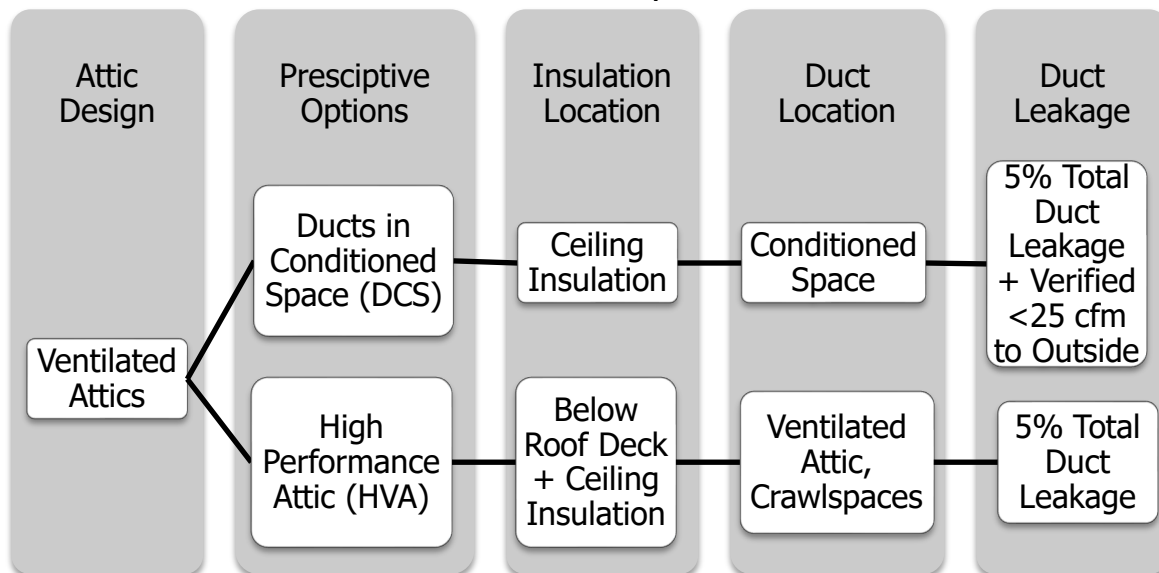 Attic
Design
Presciptive
Options
Insulation
Location
Duct
Location
Duct
Leakage
Ventilated
Attics
Ducts in
Conditioned
Space (DCS)
Ceiling
Insulation
Conditioned
Space
5% Total
Duct
Leakage
+ Verified
<25 cfm
to Outside
High
Performance
Attic (HVA)
Below
Roof Deck
+ Ceiling
Insulation
Ventilated
Attic,
Crawlspaces
5% Total
Duct
Leakage